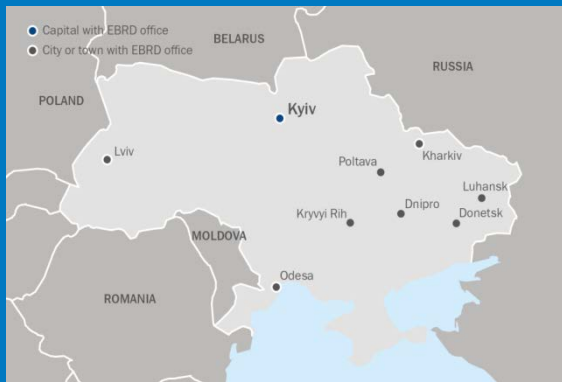 Capital with EBRD office
City or town with EBRD office
BELARUS
RUSSIA
POLAND
Kyiv
Kharkiv
Lviv
Poltava
Luhansk
Dnipro
Kryvyi Rih
Donetsk
MOLDOVA
Odesa
ROMANIA